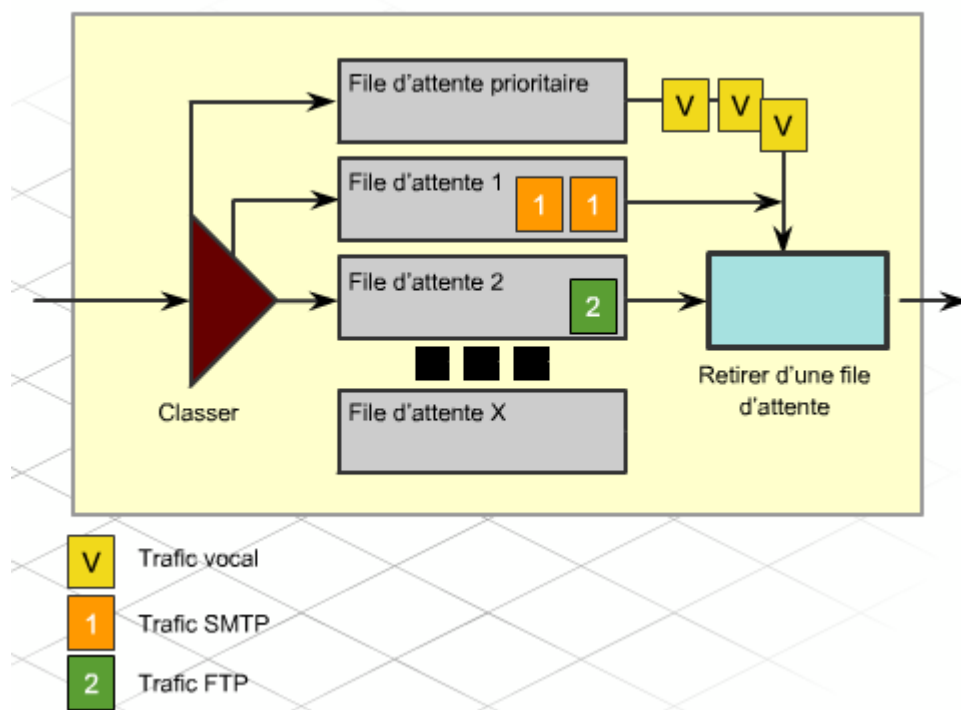 File d'attente prioritaire
V V V
File d'attente 1
1 1
File d'attente 2
2
Retirer d'une file
d'attente
Classer
File d'attente X
V Trafic vocal
1 Trafic SMTP
2 Trafic FTP